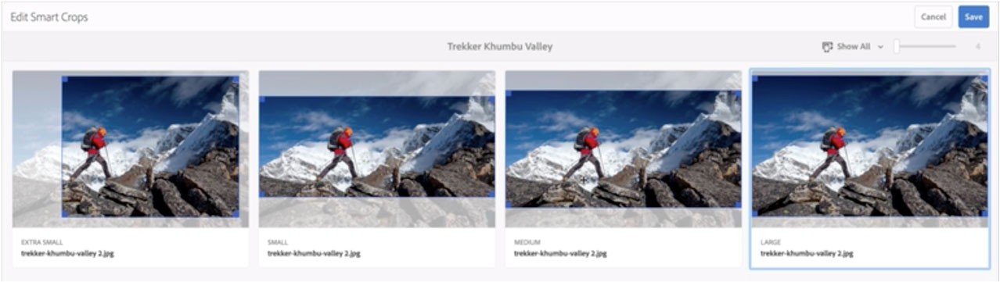 Edit Smart Crops
Cancel
Save
Trekker Khumbu Valley
Show All
4
EXTRA SMALL
trekker-khumbu-valley 2.jpg
SMALL
trekker-khumbu-valley 2.jpg
MEDIUM
trekker-khumbu-valley 2.jpg
LARGE
trekker-khumbu-valley 2.jpg